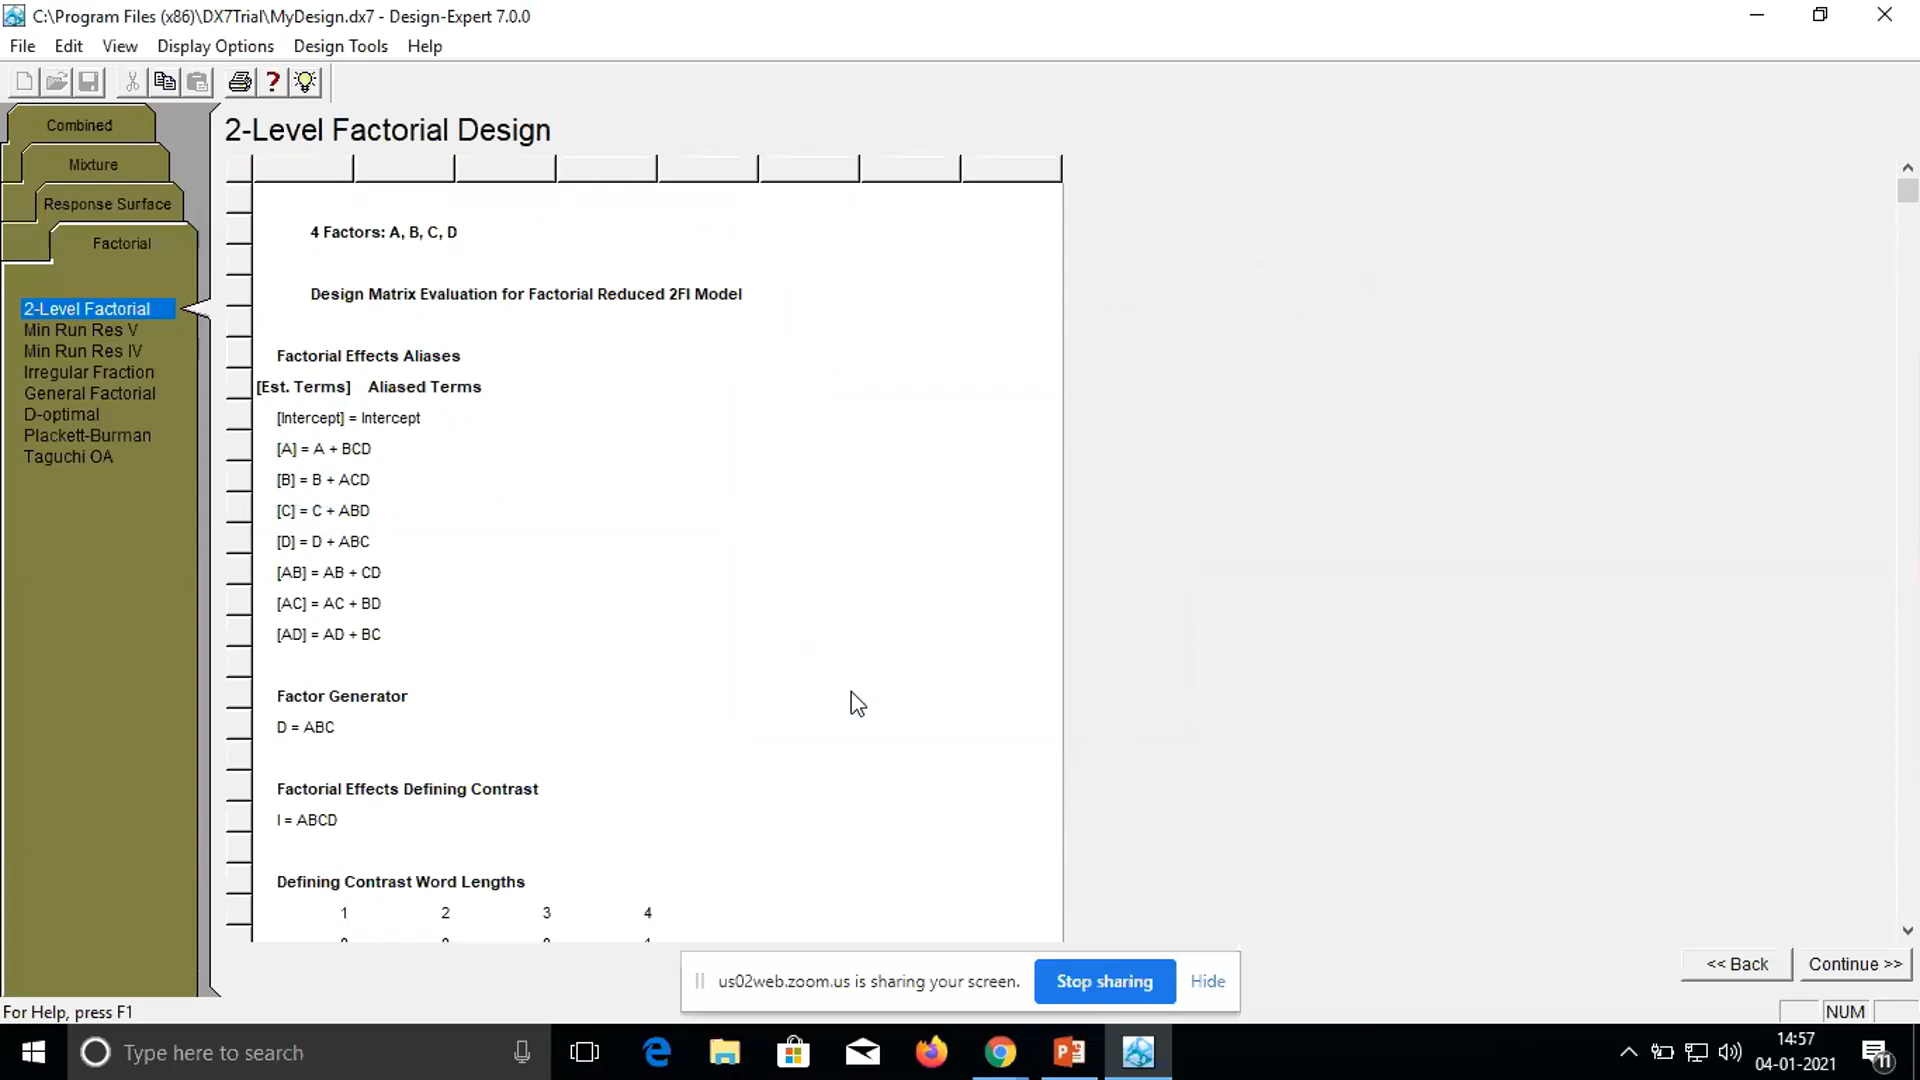 C:\Program Files (x86)\DX7Trial\MyDesign.dx7 - Design-Expert 7.0.0
File Edit View Display Options Design Tools Help
Combined
Mixture
Response Surface
Factorial
2-Level Factorial
Min Run Res V
Min Run Res IV
Irregular Fraction
General Factorial
D-optimal
Plackett-Burman
Taguchi OA
2-Level Factorial Design
4 Factors: A, B, C, D
Design Matrix Evaluation for Factorial Reduced 2FI Model
Factorial Effects Aliases
[Est. Terms] Aliased Terms
[Intercept] = Intercept
[A] = A + BCD
[B] = B + ACD
[C] = C + ABD
[D] = D + ABC
[AB] = AB + CD
[AC] = AC + BD
[AD] = AD + BC
Factor Generator
D = ABC
Factorial Effects Defining Contrast
I = ABCD
Defining Contrast Word Lengths
1 2 3 4
us02web.zoom.us is sharing your screen. Stop sharing Hide
<< Back Continue >>
For Help, press F1
NUM
Type here to search
14:57
04-01-2021
11